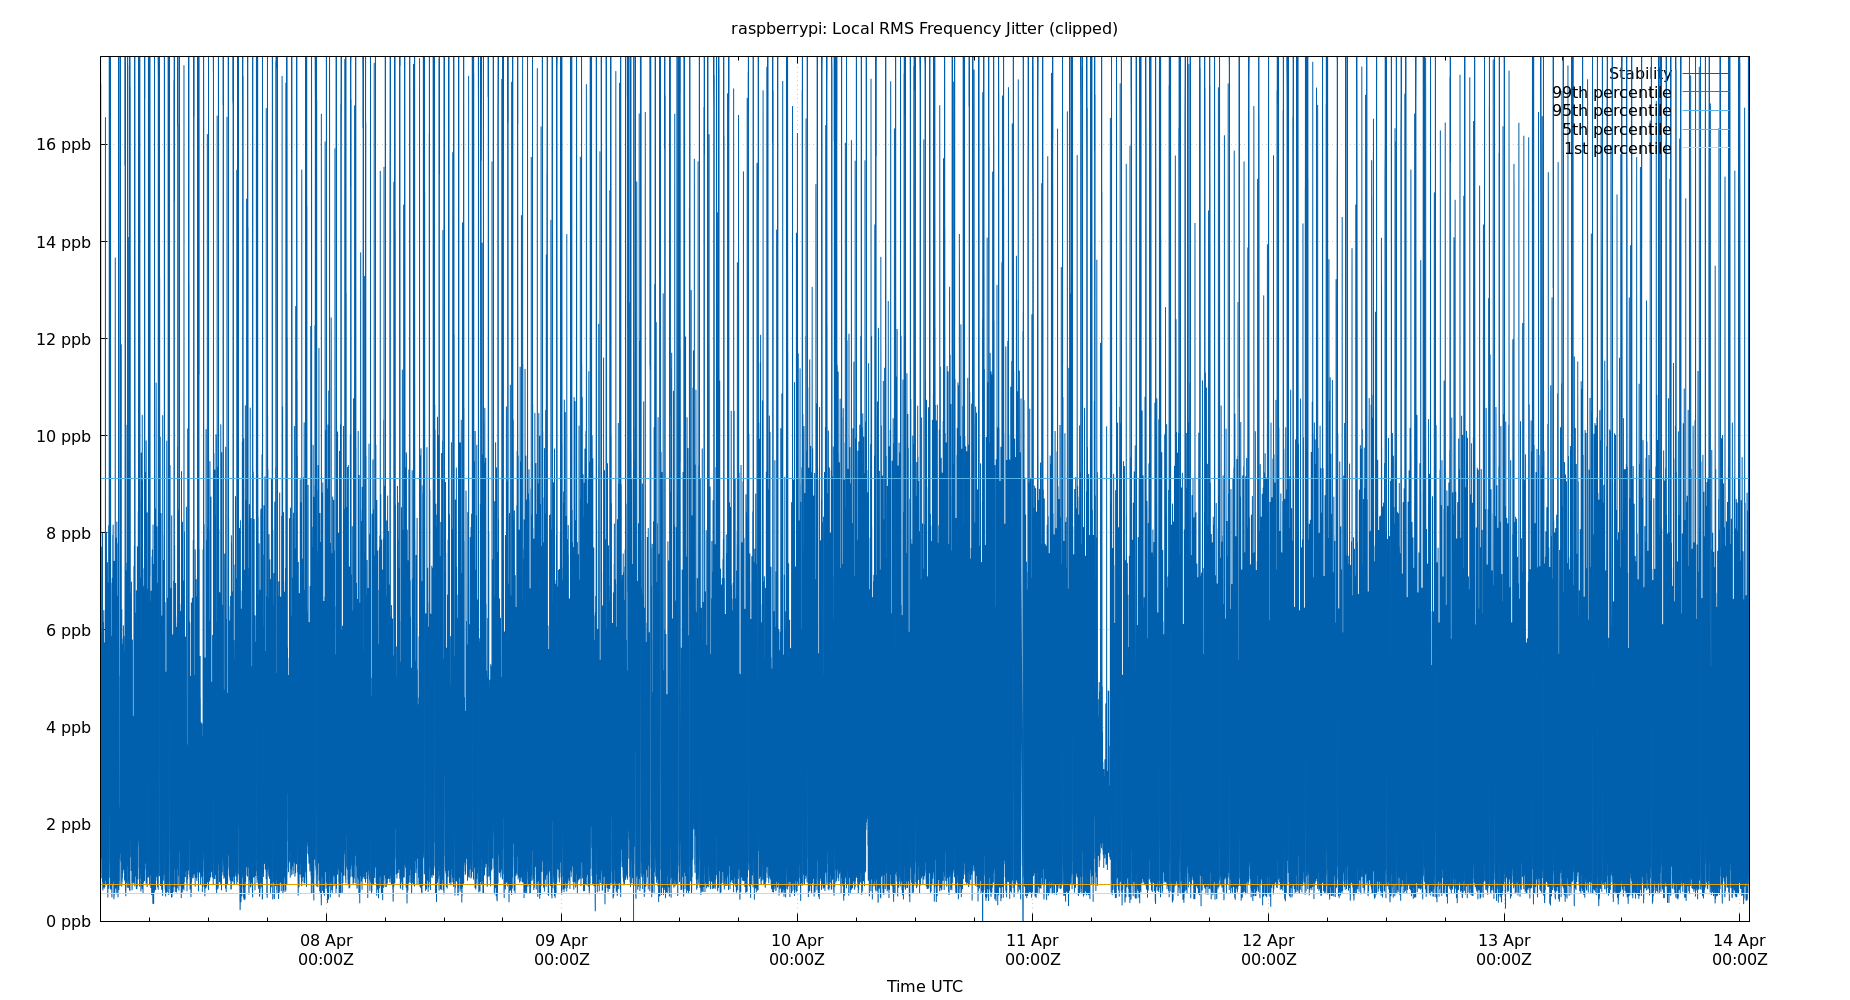 raspberrypi: Local RMS Frequency Jitter (clipped)
Stability
99th percentile
95th percentile
5th percentile
1st percentile
16 ppb
14 ppb
12 ppb
10 ppb
8 ppb
6 ppb
4 ppb
2 ppb
0 ppb
08 Apr 09 Apr 10 Apr 11 Apr 12 Apr 13 Apr 14 Apr
00:00Z 00:00Z 00:00Z 00:00Z 00:00Z 00:00Z 00:00Z
Time UTC